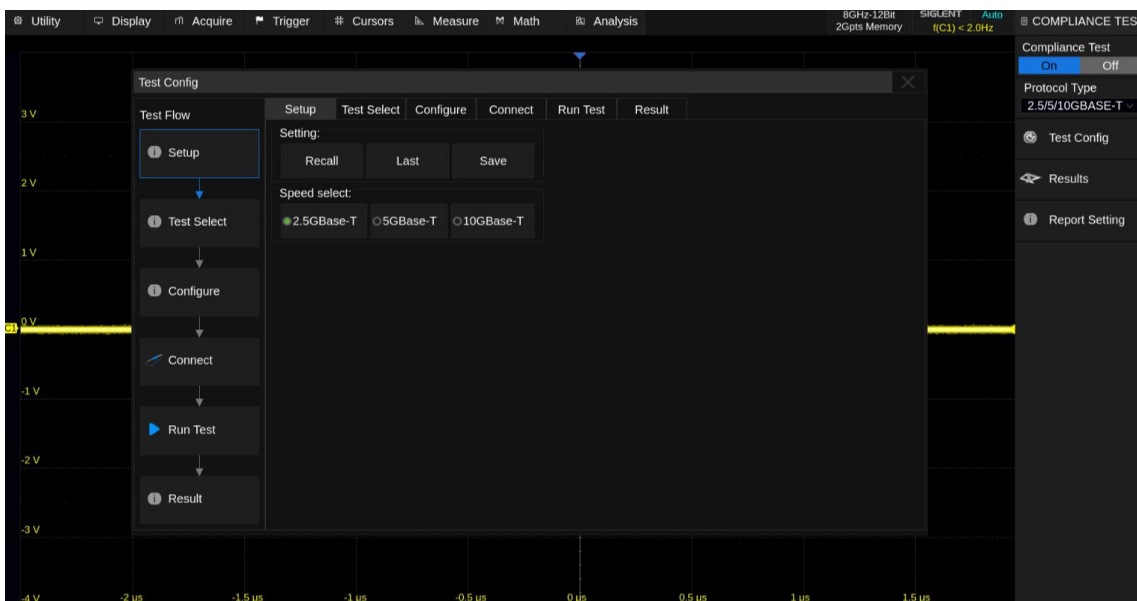 Utility Display Acquire Trigger Cursors Measure Math Analysis
8GHz-12Bit
2Gpts Memory
SIGLENT Auto
f(C1) < 2.0Hz
COMPLIANCE TES
Compliance Test
On Off
Protocol Type
2.5/5/10GBASE-T
Test Config
Results
Report Setting
Test Config
Test Flow
Setup
Test Select
Configure
Connect
Run Test
Result
Setup Test Select Configure Connect Run Test Result
Setting:
Recall Last Save
Speed select:
2.5GBase-T 5GBase-T 10GBase-T
3 V
2 V
1 V
C1 0 V
-1 V
-2 V
-3 V
-4 V
-2 us -1.5 us -1 us -0.5 us 0 us 0.5 us 1 us 1.5 us